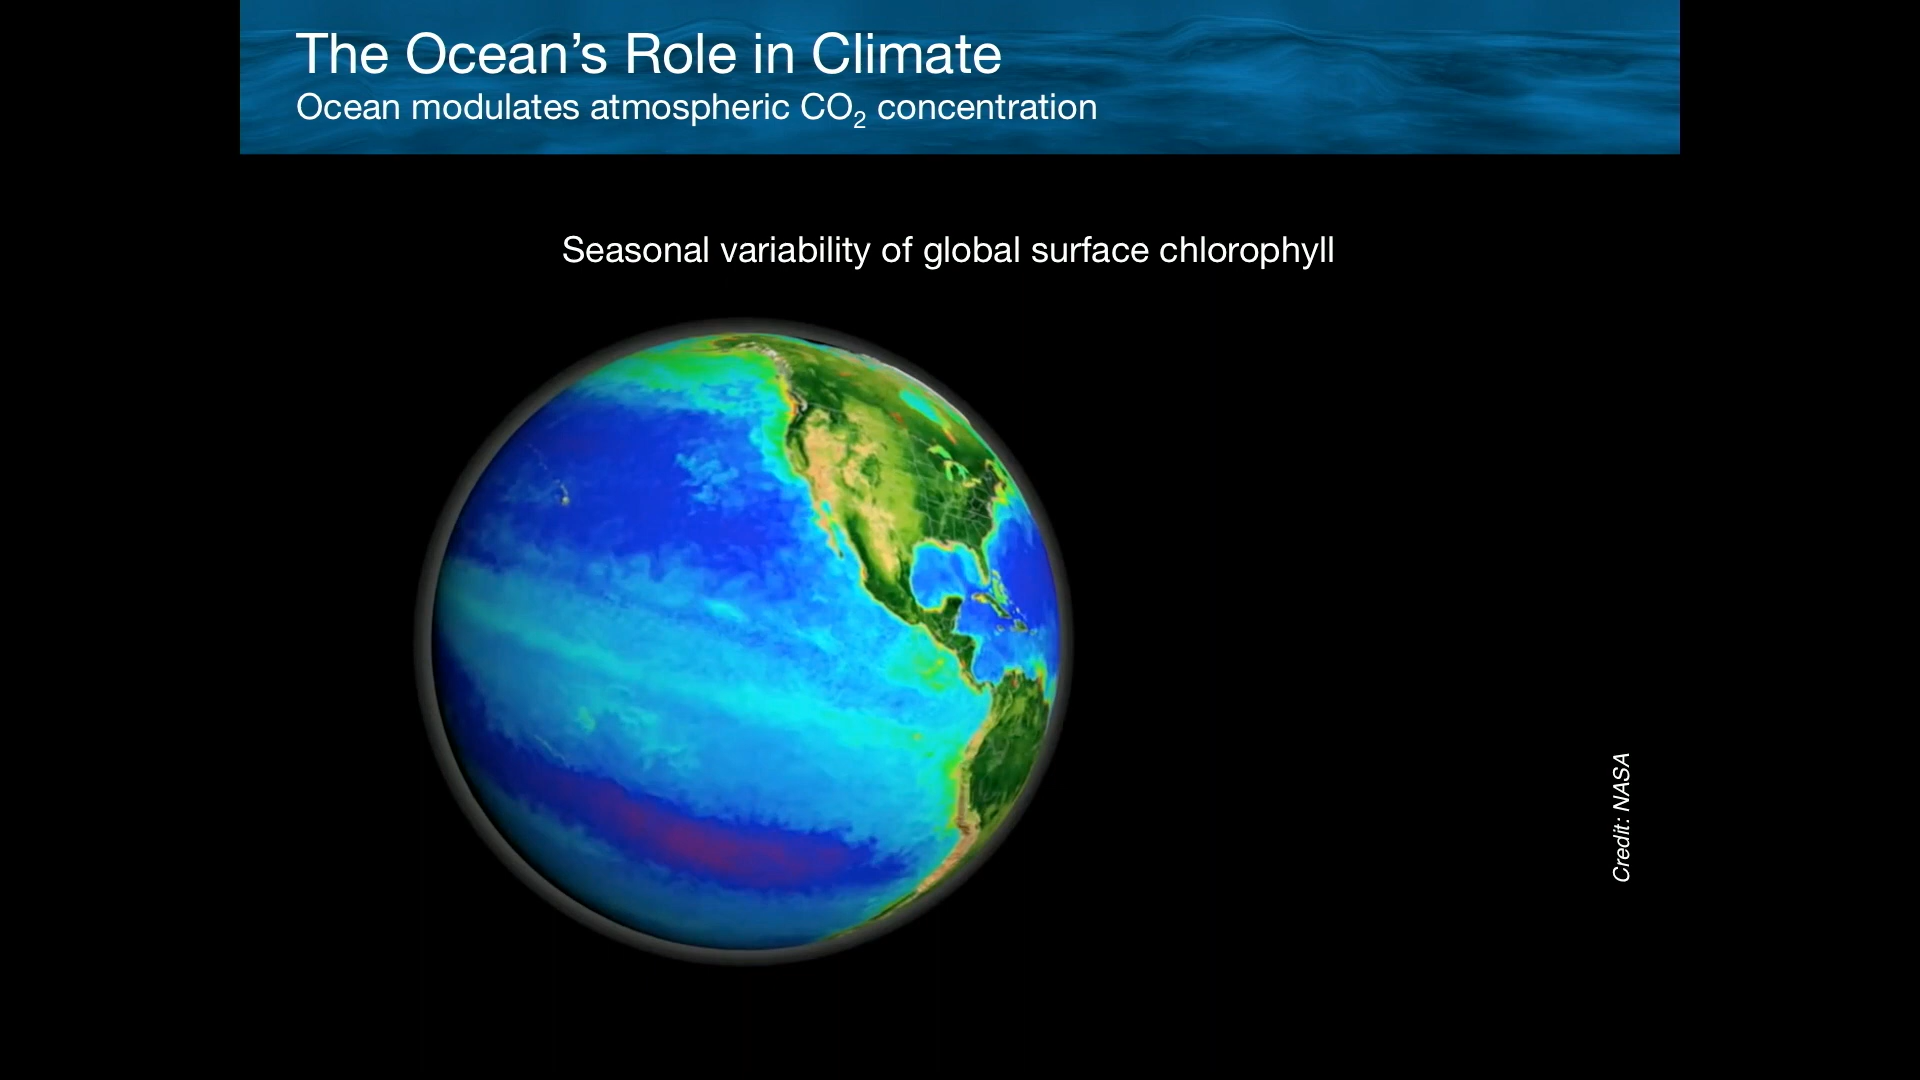 The Ocean’s Role in Climate
Ocean modulates atmospheric CO₂ concentration
Seasonal variability of global surface chlorophyll
Credit: NASA